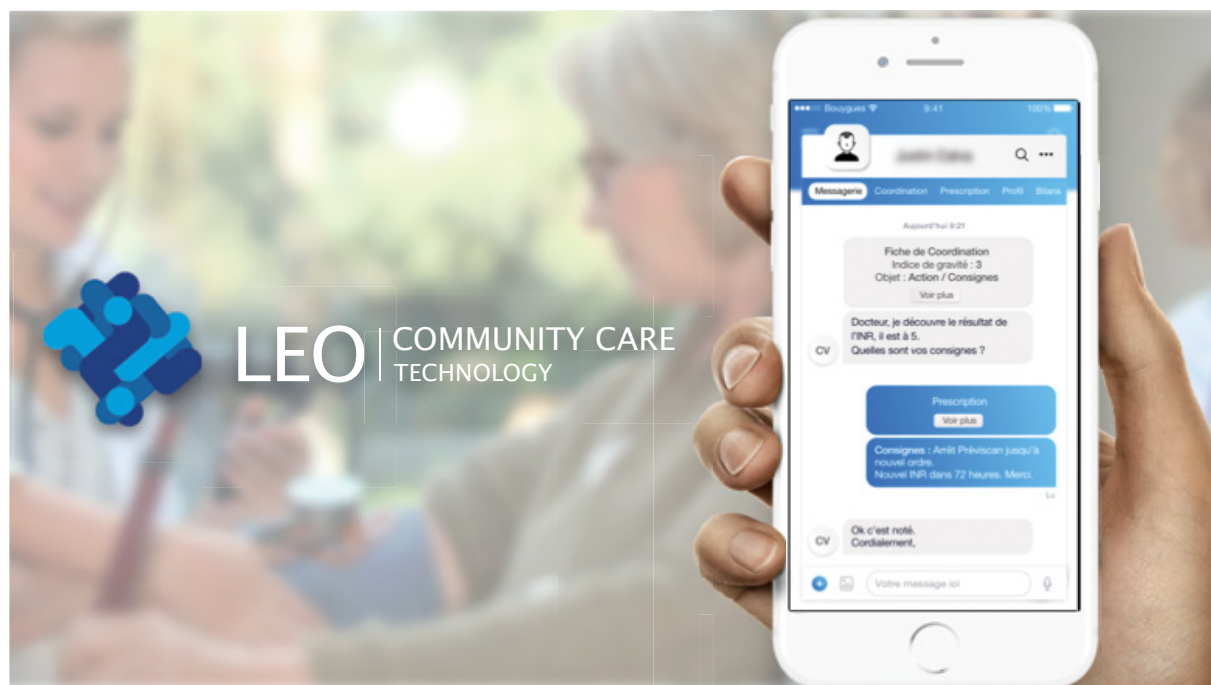 LEO
COMMUNITY CARE
TECHNOLOGY
Bouygues
9:41
100%
Messagerie Coordination Prescription Profil Bilans
Aujourd'hui 9:21
Fiche de Coordination
Indice de gravité : 3
Objet : Action / Consignes
Voir plus
Docteur, je découvre le résultat de
l'INR, il est à 5.
Quelles sont vos consignes ?
CV
Prescription
Voir plus
Consignes : Arrêt Préviscan jusqu'à
nouvel ordre.
Nouvel INR dans 72 heures. Merci.
Lu
Ok c'est noté.
Cordialement,
CV
Votre message ici